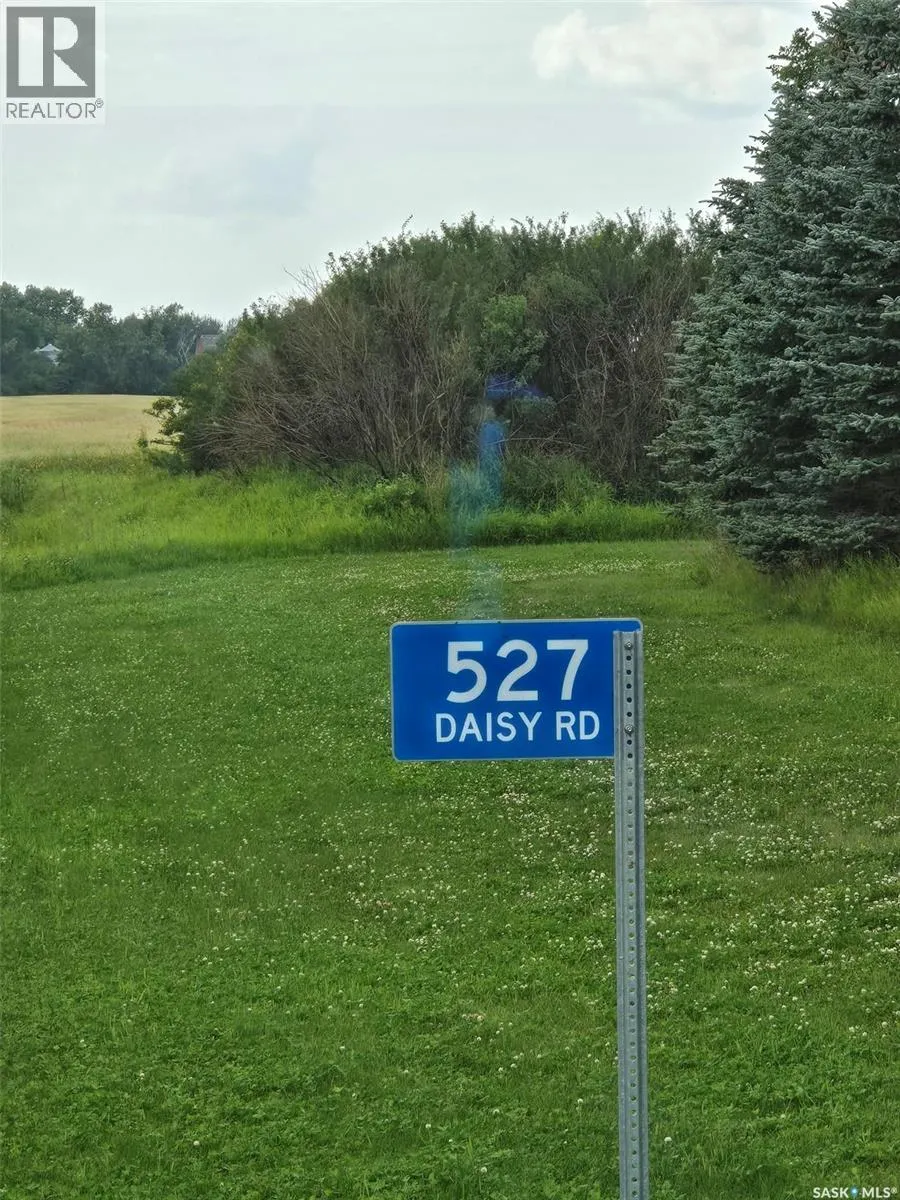 R
REALTOR®
527
DAISY RD
SASK MLS®